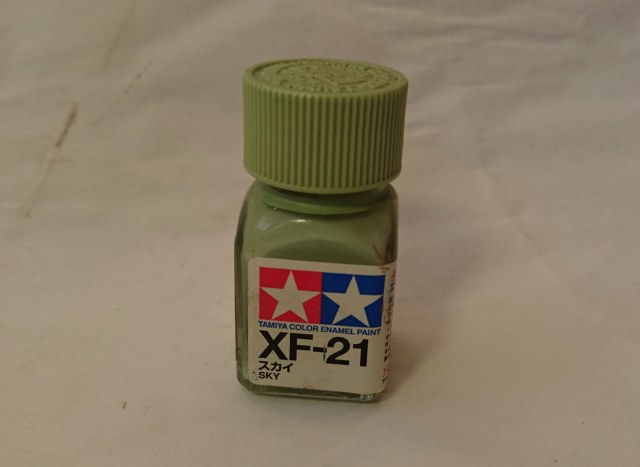 TAMIYA COLOR ENAMEL PAINT
XF-21
スカイ
SKY